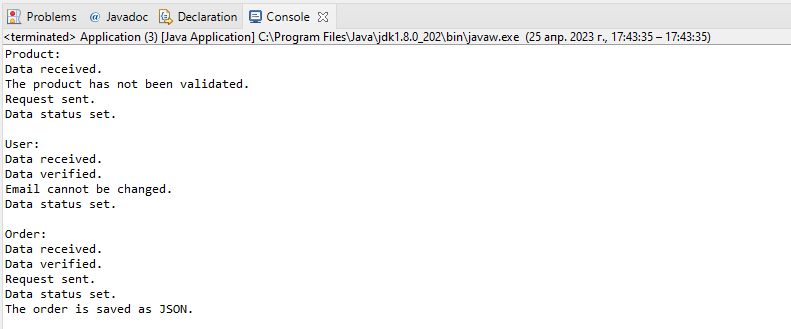 Problems @ Javadoc Declaration Console
<terminated> Application (3) [Java Application] C:\Program Files\Java\jdk1.8.0_202\bin\javaw.exe (25 апр. 2023 г., 17:43:35 – 17:43:35)
Product:
Data received.
The product has not been validated.
Request sent.
Data status set.

User:
Data received.
Data verified.
Email cannot be changed.
Data status set.

Order:
Data received.
Data verified.
Request sent.
Data status set.
The order is saved as JSON.